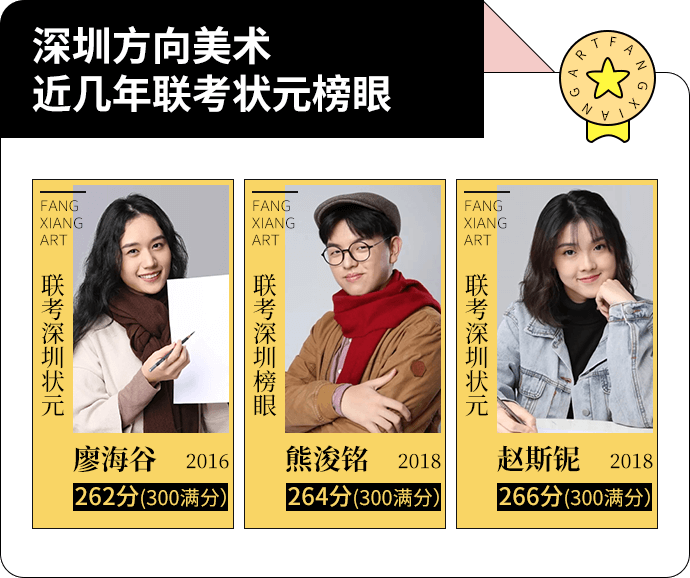 深圳方向美术
近几年联考状元榜眼
ARTFANGXIANGARTFANGXIANG
FANG
XIANG
ART
联考深圳状元
廖海谷 2016
262分(300满分)
FANG
XIANG
ART
联考深圳榜眼
熊浚铭 2018
264分(300满分)
FANG
XIANG
ART
联考深圳状元
赵斯铌 2018
266分(300满分)